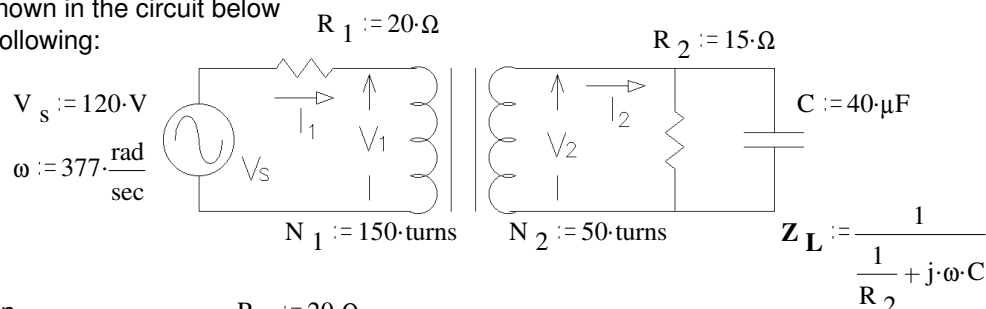 hown in the circuit below
ollowing:
R 1 := 20·Ω
R 2 := 15·Ω
V s := 120·V
ω := 377· rad
sec
Vs
I1
V1
V2
I2
C := 40·µF
N 1 := 150·turns
N 2 := 50·turns
Z L := 1
1
R 2
+ j·ω·C
:= 20·Ω